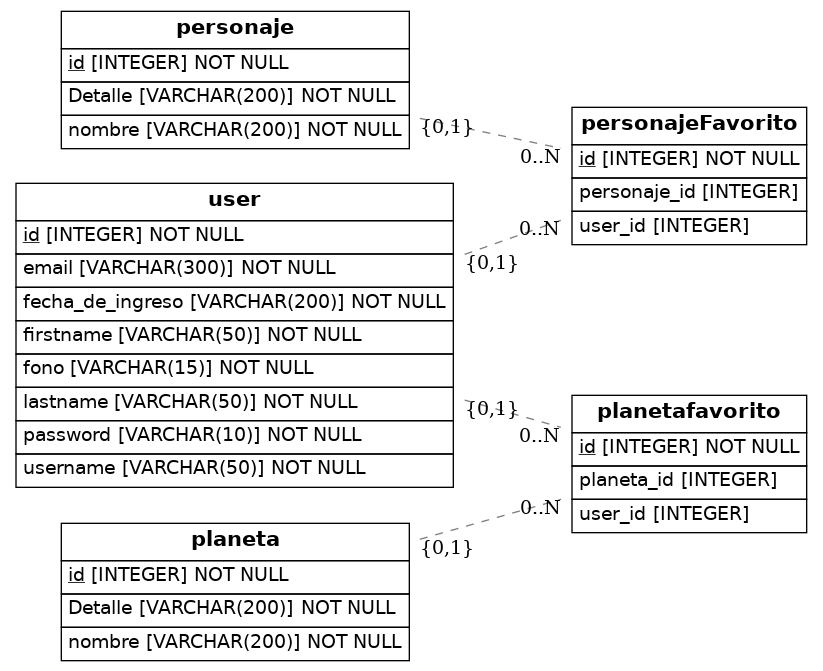 personaje
id [INTEGER] NOT NULL
Detalle [VARCHAR(200)] NOT NULL
nombre [VARCHAR(200)] NOT NULL
{0,1}
0..N
personajeFavorito
id [INTEGER] NOT NULL
personaje_id [INTEGER]
user_id [INTEGER]
user
id [INTEGER] NOT NULL
email [VARCHAR(300)] NOT NULL
fecha_de_ingreso [VARCHAR(200)] NOT NULL
firstname [VARCHAR(50)] NOT NULL
fono [VARCHAR(15)] NOT NULL
lastname [VARCHAR(50)] NOT NULL
password [VARCHAR(10)] NOT NULL
username [VARCHAR(50)] NOT NULL
0..N
{0,1}
{0,1}
0..N
planetafavorito
id [INTEGER] NOT NULL
planeta_id [INTEGER]
user_id [INTEGER]
0..N
{0,1}
planeta
id [INTEGER] NOT NULL
Detalle [VARCHAR(200)] NOT NULL
nombre [VARCHAR(200)] NOT NULL